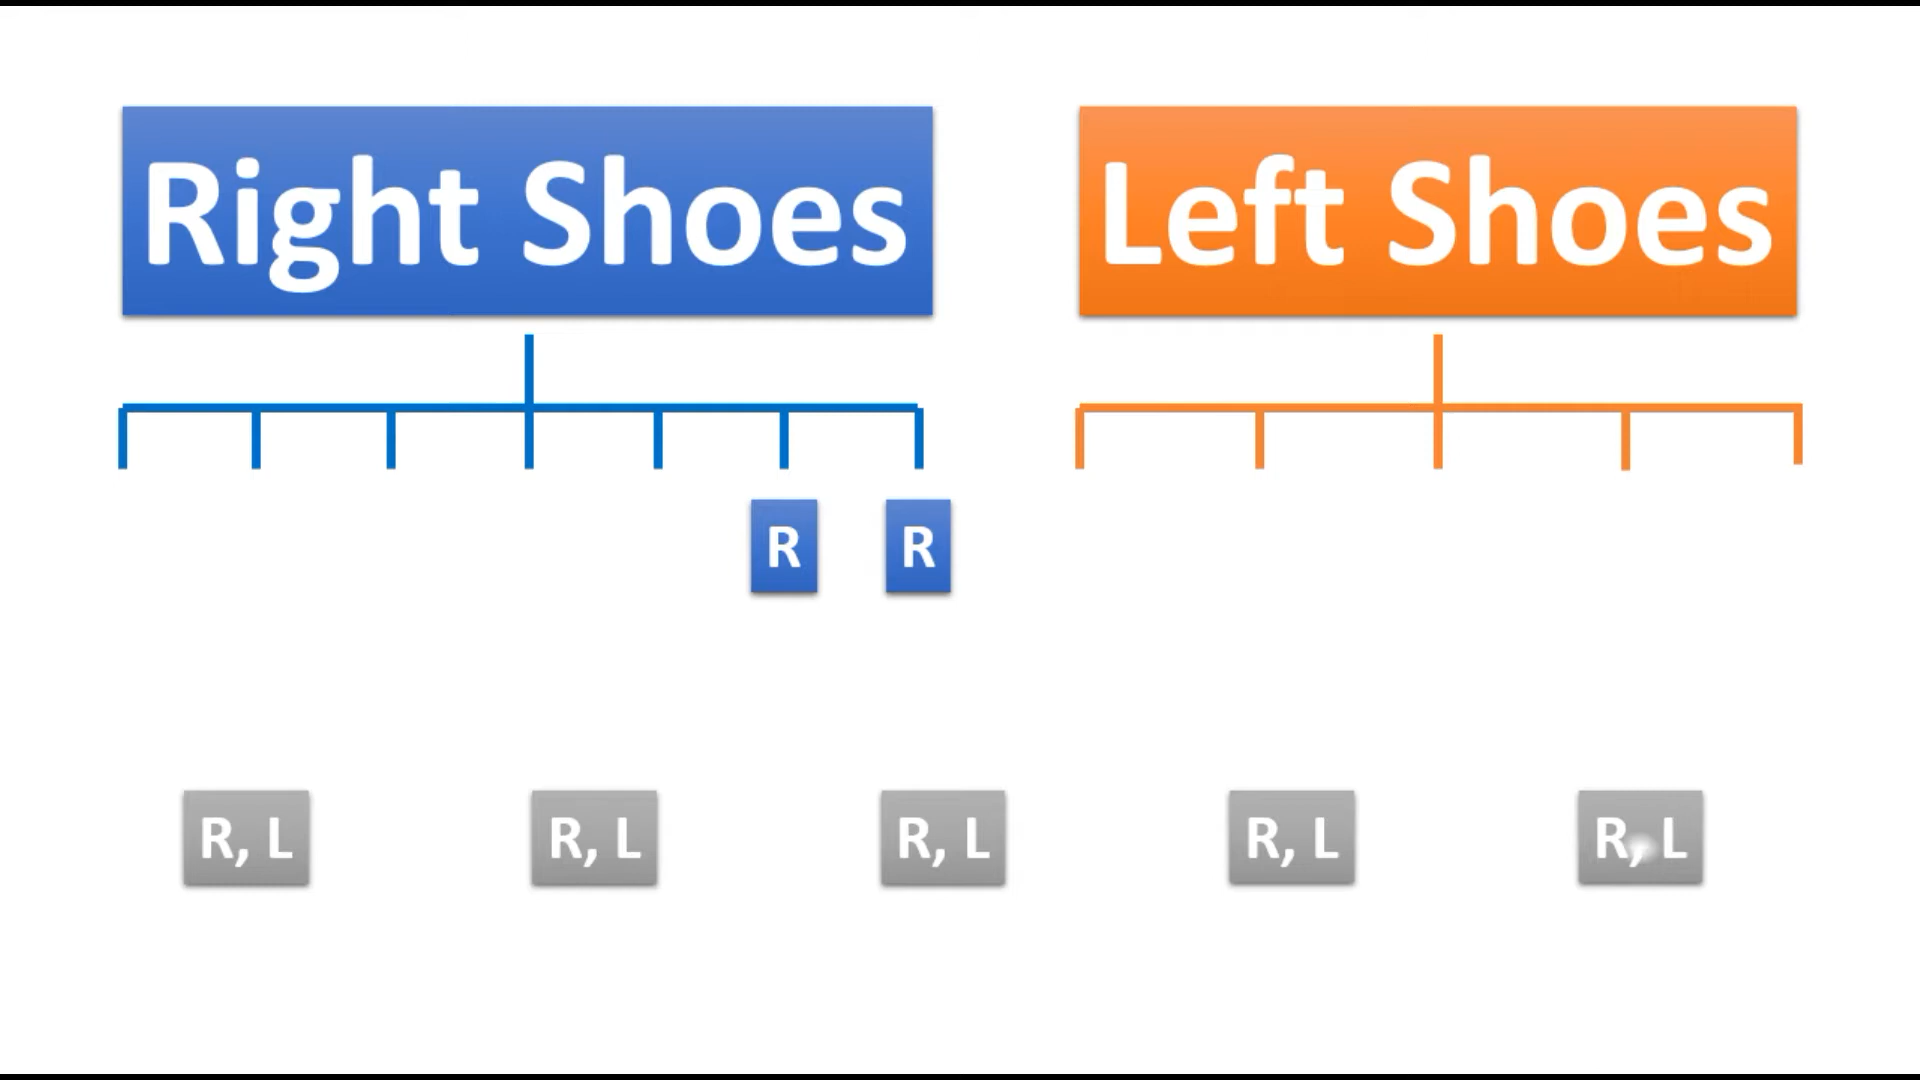 Right Shoes
Left Shoes
R
R
R, L
R, L
R, L
R, L
R, L